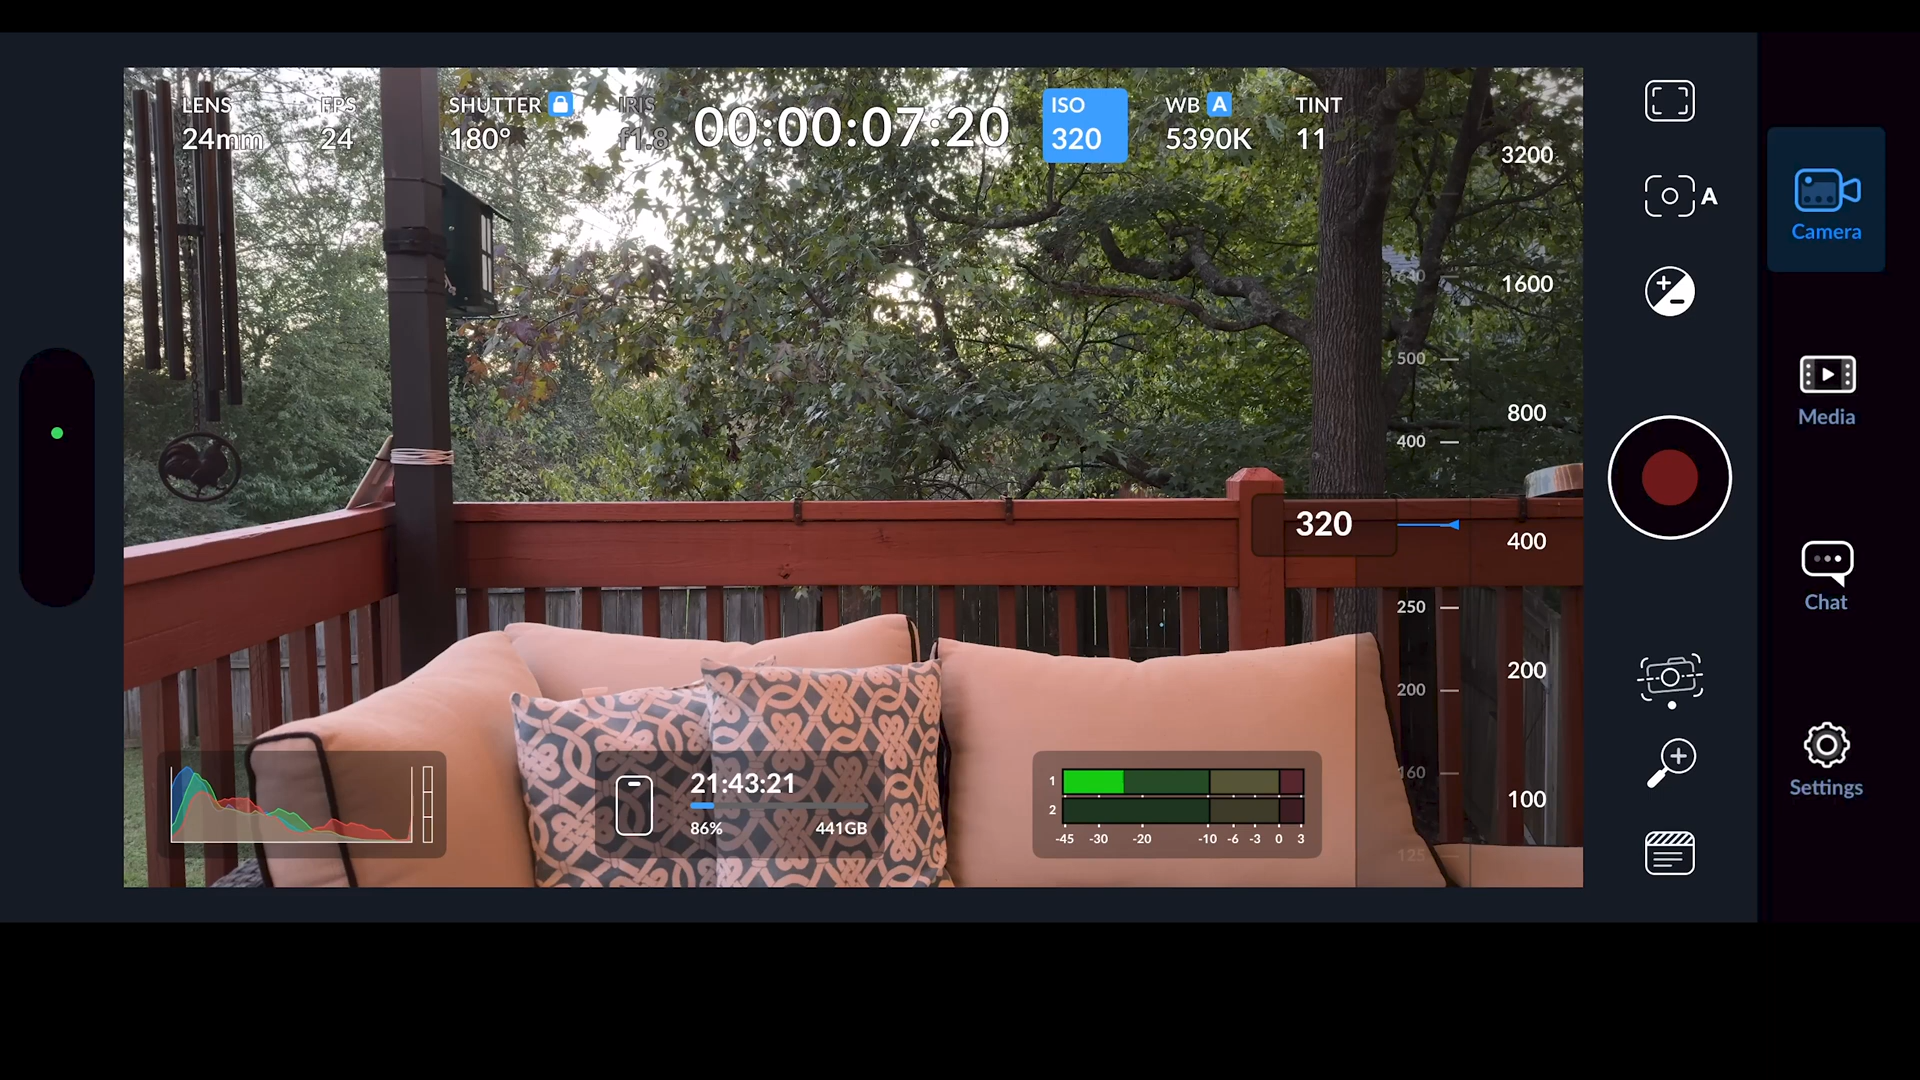 LENS
24mm
FPS
24
SHUTTER
180°
IRIS
f1.8
00:00:07:20
ISO
320
WB A
5390K
TINT
11
A
3200
1600
800
400
200
100
640
500
400
320
250
200
160
125
21:43:21
86% 441GB
1
2
-45 -30 -20 -10 -6 -3 0 3
Camera
Media
Chat
Settings